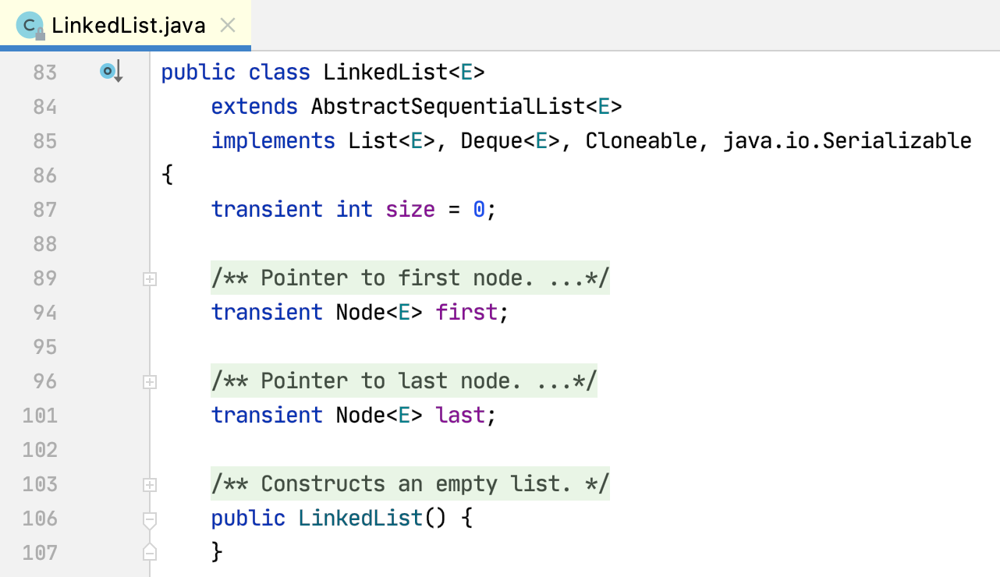 C LinkedList.java
83 public class LinkedList<E>
84 extends AbstractSequentialList<E>
85 implements List<E>, Deque<E>, Cloneable, java.io.Serializable
86 {
87 transient int size = 0;
88
89 /** Pointer to first node. ...*/
94 transient Node<E> first;
95
96 /** Pointer to last node. ...*/
101 transient Node<E> last;
102
103 /** Constructs an empty list. */
106 public LinkedList() {
107 }